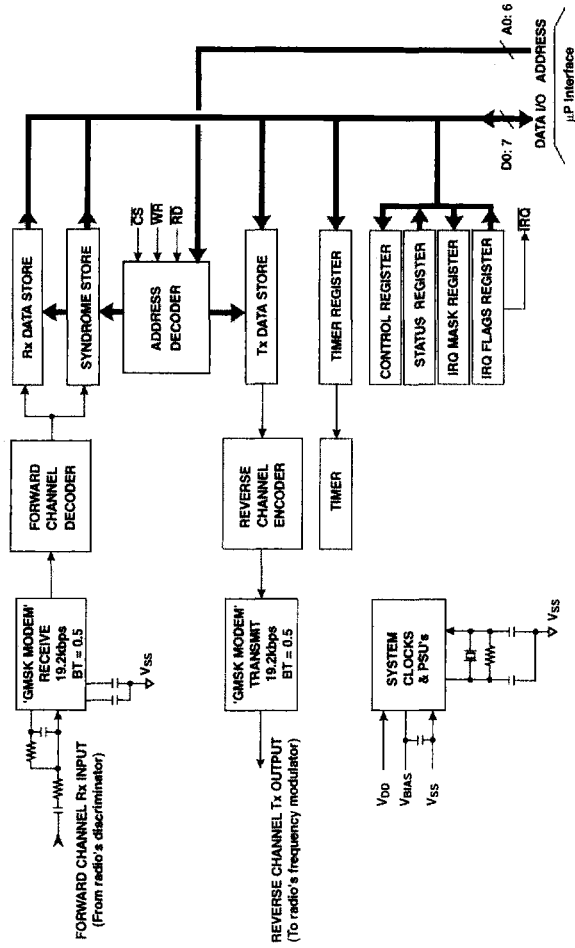 FORWARD CHANNEL Rx INPUT
(From radio's discriminator)
'GMSK MODEM'
RECEIVE
19.2kbps
BT = 0.5
VSS
FORWARD
CHANNEL
DECODER
Rx DATA STORE
SYNDROME STORE
CS
WR
RD
ADDRESS
DECODER
REVERSE CHANNEL Tx OUTPUT
(To radio's frequency modulator)
'GMSK MODEM'
TRANSMIT
19.2kbps
BT = 0.5
REVERSE
CHANNEL
ENCODER
Tx DATA STORE
TIMER
TIMER REGISTER
VDD
VBIAS
VSS
SYSTEM
CLOCKS
& PSU's
VSS
CONTROL REGISTER
STATUS REGISTER
IRQ MASK REGISTER
IRQ FLAGS REGISTER
IRQ
D0: 7
A0: 6
DATA I/O
ADDRESS
µP Interface